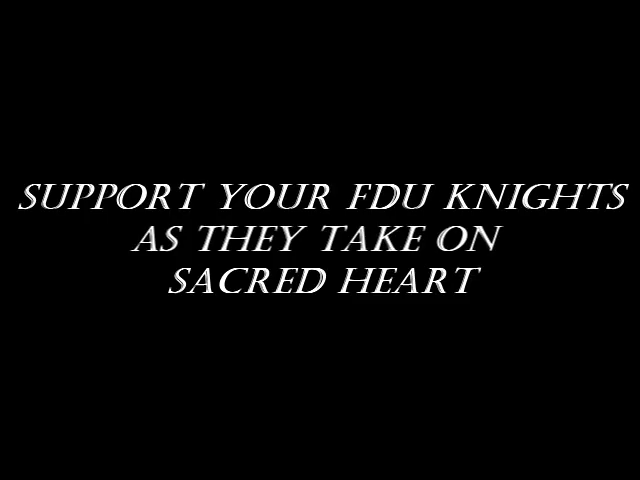 SUPPORT YOUR FDU KNIGHTS
AS THEY TAKE ON
SACRED HEART